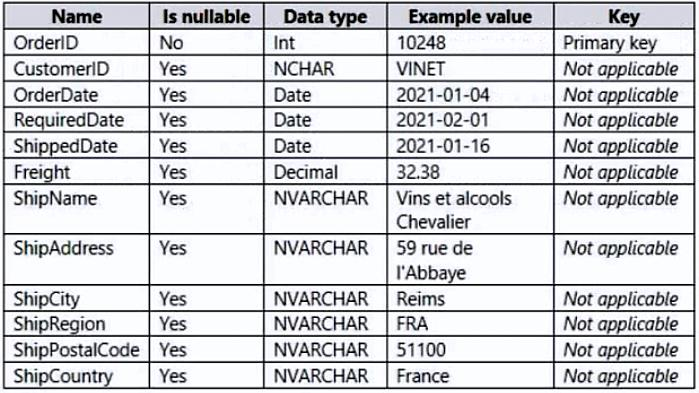 Name Is nullable Data type Example value Key
OrderID No Int 10248 Primary key
CustomerID Yes NCHAR VINET Not applicable
OrderDate Yes Date 2021-01-04 Not applicable
RequiredDate Yes Date 2021-02-01 Not applicable
ShippedDate Yes Date 2021-01-16 Not applicable
Freight Yes Decimal 32.38 Not applicable
ShipName Yes NVARCHAR Vins et alcools Not applicable
Chevalier
ShipAddress Yes NVARCHAR 59 rue de Not applicable
l'Abbaye
ShipCity Yes NVARCHAR Reims Not applicable
ShipRegion Yes NVARCHAR FRA Not applicable
ShipPostalCode Yes NVARCHAR 51100 Not applicable
ShipCountry Yes NVARCHAR France Not applicable